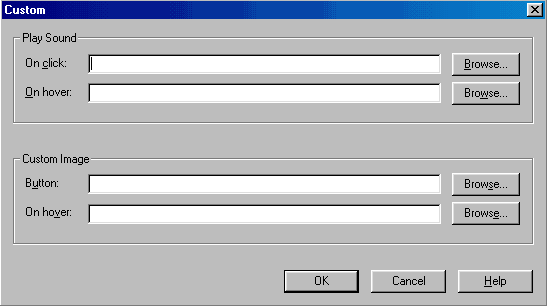 Custom
Play Sound
On click:
Browse...
On hover:
Browse...
Custom Image
Button:
Browse...
On hover:
Browse...
OK
Cancel
Help